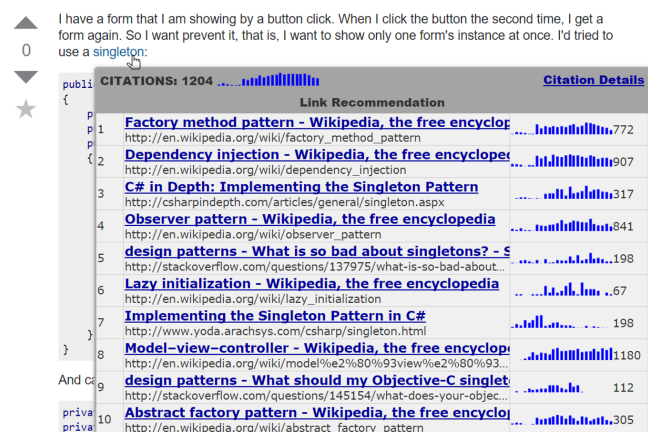 I have a form that I am showing by a button click. When I click the button the second time, I get a
form again. So I want prevent it, that is, I want to show only one form's instance at once. I'd tried to
use a singleton:
0
public
{
p
p
p
{
}
}
CITATIONS: 1204 Citation Details
Link Recommendation
1 Factory method pattern - Wikipedia, the free encyclop
http://en.wikipedia.org/wiki/factory_method_pattern 772
2 Dependency injection - Wikipedia, the free encyclopec
http://en.wikipedia.org/wiki/dependency_injection 907
3 C# in Depth: Implementing the Singleton Pattern
http://csharpindepth.com/articles/general/singleton.aspx 317
4 Observer pattern - Wikipedia, the free encyclopedia
http://en.wikipedia.org/wiki/observer_pattern 841
5 design patterns - What is so bad about singletons? - S
http://stackoverflow.com/questions/137975/what-is-so-bad-about... 198
6 Lazy initialization - Wikipedia, the free encyclopedia
http://en.wikipedia.org/wiki/lazy_initialization 67
7 Implementing the Singleton Pattern in C#
http://www.yoda.arachsys.com/csharp/singleton.html 198
8 Model−view−controller - Wikipedia, the free encyclope
http://en.wikipedia.org/wiki/model%e2%80%93view%e2%80%93... 1180
9 design patterns - What should my Objective-C singlet
http://stackoverflow.com/questions/145154/what-does-your-objec... 112
10 Abstract factory pattern - Wikipedia, the free encyclop
http://en.wikipedia.org/wiki/abstract_factory_pattern 305
And ca
privat
privat